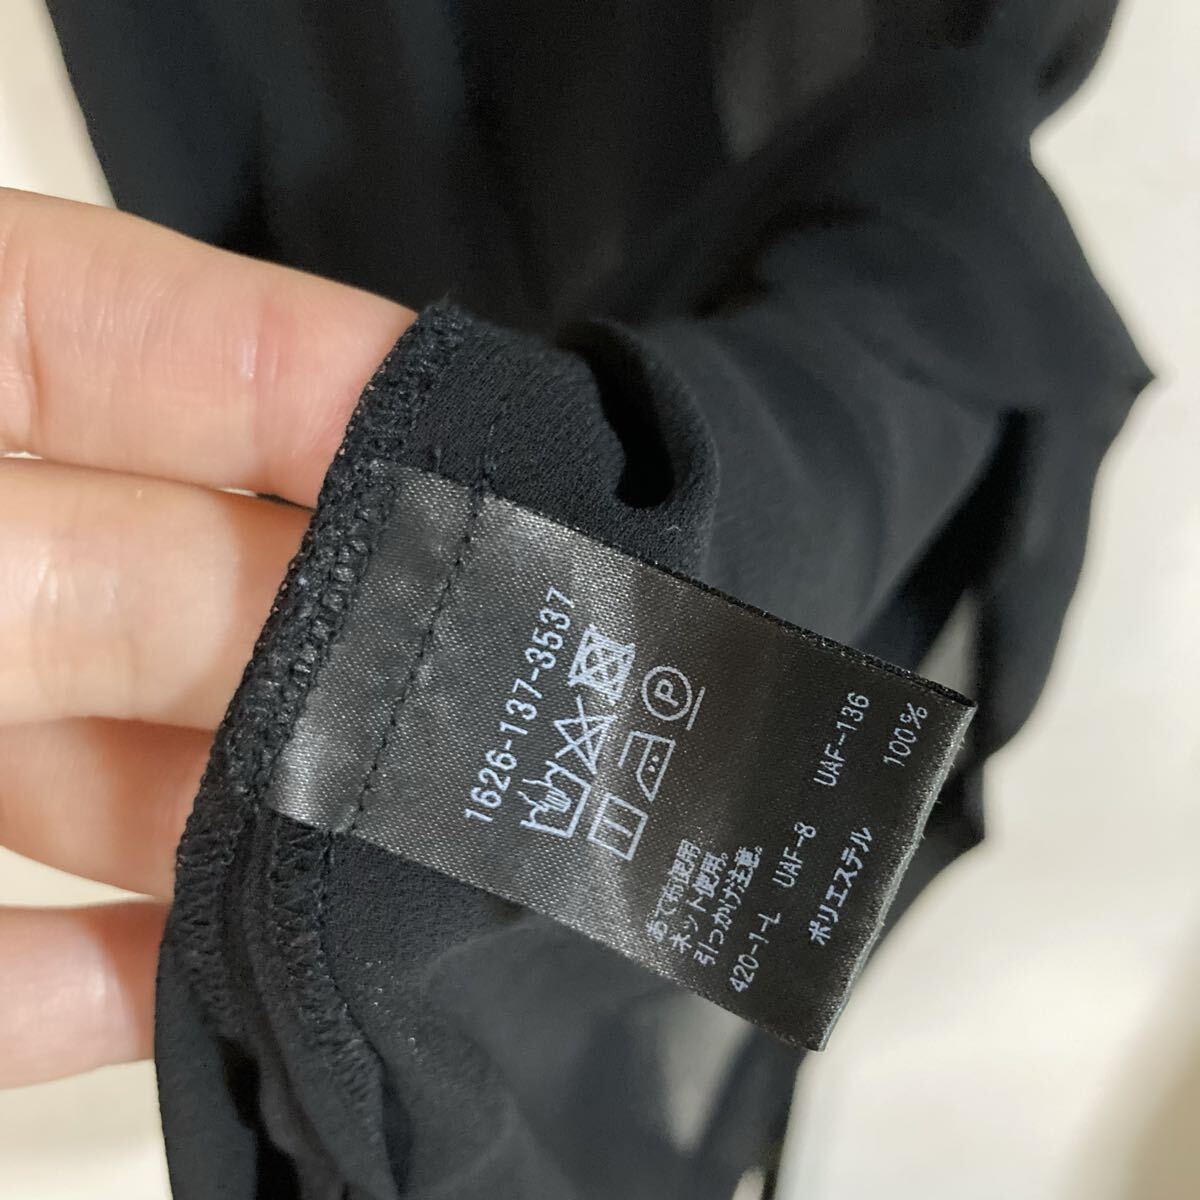 1626-137-3537
P
あて布使用。
ネット使用。
引っかけ注意。
420-1-L UAF-8 UAF-136
ポリエステル 100%